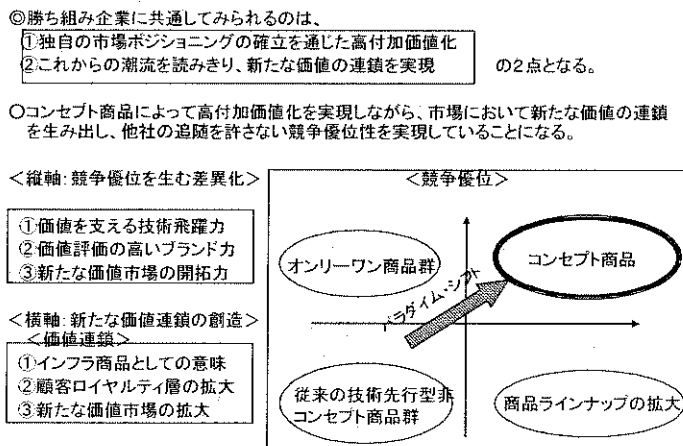 ◎勝ち組み企業に共通してみられるのは、
①独自の市場ポジショニングの確立を通じた高付加価値化
②これからの潮流を読みきり、新たな価値の連鎖を実現
の2点となる。
○コンセプト商品によって高付加価値化を実現しながら、市場において新たな価値の連鎖
を生み出し、他社の追随を許さない競争優位性を実現していることになる。
<縦軸:競争優位を生む差異化>
①価値を支える技術飛躍力
②価値評価の高いブランド力
③新たな価値市場の開拓力
<横軸:新たな価値連鎖の創造>
<価値連鎖>
①インフラ商品としての意味
②顧客ロイヤルティ層の拡大
③新たな価値市場の拡大
<競争優位>
オンリーワン商品群
コンセプト商品
パラダイム・シフト
従来の技術先行型非
コンセプト商品群
商品ラインナップの拡大